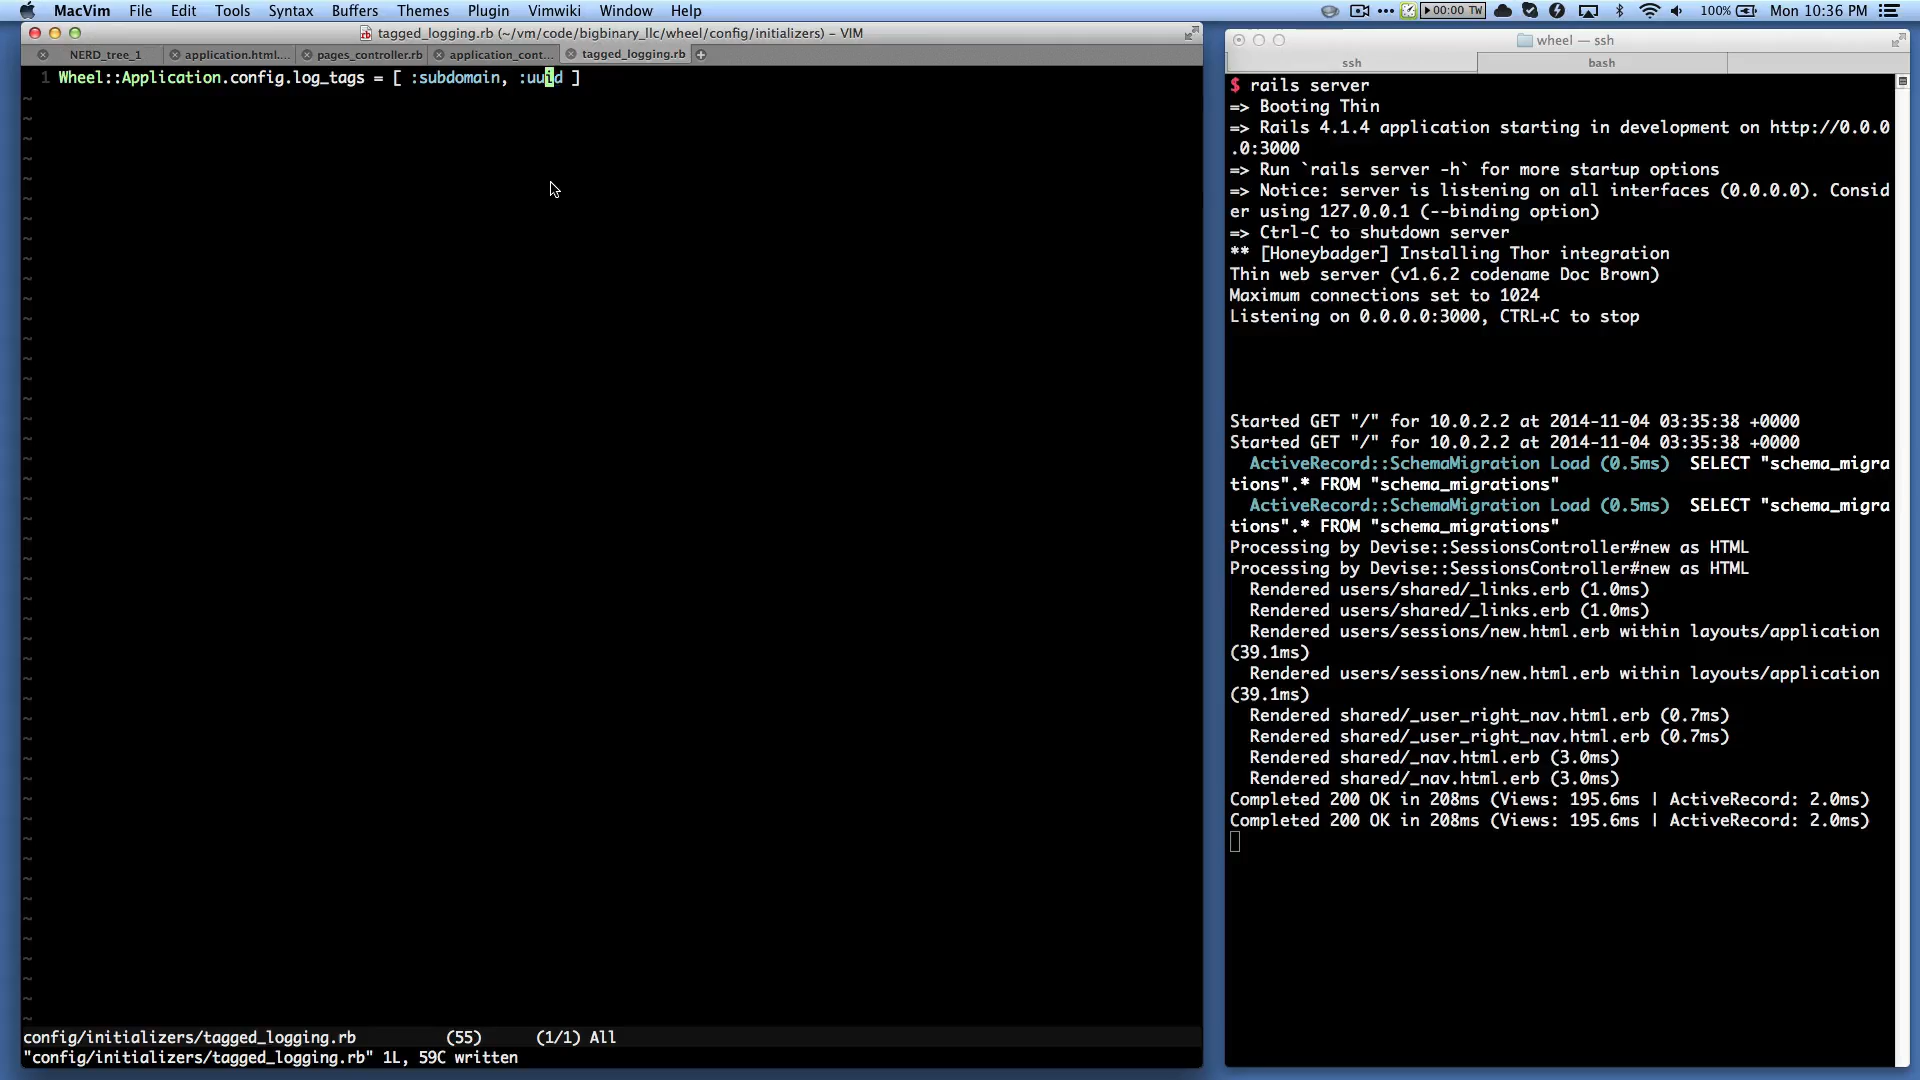 MacVim File Edit Tools Syntax Buffers Themes Plugin Vimwiki Window Help
00:00 TW 100% Mon 10:36 PM
tagged_logging.rb (~/vm/code/bigbinary_llc/wheel/config/initializers) – VIM
NERD_tree_1 application.html.... pages_controller.rb application_cont... tagged_logging.rb
1 Wheel::Application.config.log_tags = [ :subdomain, :uuid ]
config/initializers/tagged_logging.rb (55) (1/1) All
"config/initializers/tagged_logging.rb" 1L, 59C written
wheel — ssh
ssh bash
$ rails server
=> Booting Thin
=> Rails 4.1.4 application starting in development on http://0.0.0
.0:3000
=> Run `rails server -h` for more startup options
=> Notice: server is listening on all interfaces (0.0.0.0). Consid
er using 127.0.0.1 (--binding option)
=> Ctrl-C to shutdown server
** [Honeybadger] Installing Thor integration
Thin web server (v1.6.2 codename Doc Brown)
Maximum connections set to 1024
Listening on 0.0.0.0:3000, CTRL+C to stop
Started GET "/" for 10.0.2.2 at 2014-11-04 03:35:38 +0000
Started GET "/" for 10.0.2.2 at 2014-11-04 03:35:38 +0000
ActiveRecord::SchemaMigration Load (0.5ms) SELECT "schema_migra
tions".* FROM "schema_migrations"
ActiveRecord::SchemaMigration Load (0.5ms) SELECT "schema_migra
tions".* FROM "schema_migrations"
Processing by Devise::SessionsController#new as HTML
Processing by Devise::SessionsController#new as HTML
Rendered users/shared/_links.erb (1.0ms)
Rendered users/shared/_links.erb (1.0ms)
Rendered users/sessions/new.html.erb within layouts/application
(39.1ms)
Rendered users/sessions/new.html.erb within layouts/application
(39.1ms)
Rendered shared/_user_right_nav.html.erb (0.7ms)
Rendered shared/_user_right_nav.html.erb (0.7ms)
Rendered shared/_nav.html.erb (3.0ms)
Rendered shared/_nav.html.erb (3.0ms)
Completed 200 OK in 208ms (Views: 195.6ms | ActiveRecord: 2.0ms)
Completed 200 OK in 208ms (Views: 195.6ms | ActiveRecord: 2.0ms)